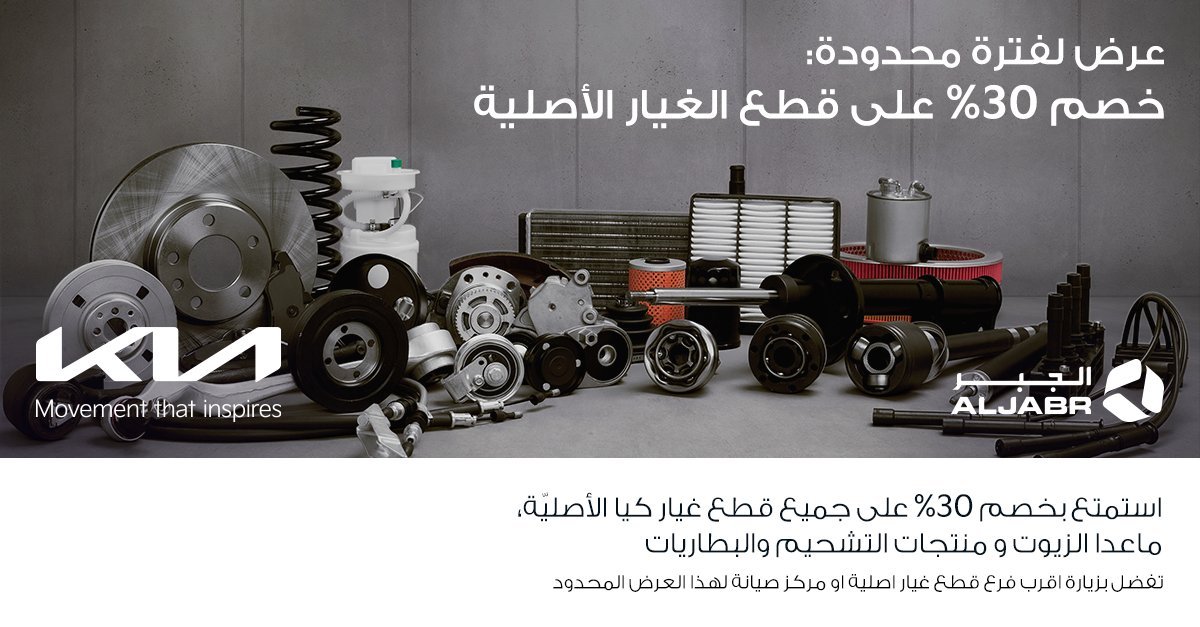 عرض لفترة محدودة:
خصم 30% على قطع الغيار الأصلية
KIA
Movement that inspires
الجبر
ALJABR
استمتع بخصم 30% على جميع قطع غيار كيا الأصليّة،
ماعدا الزيوت و منتجات التشحيم والبطاريات
تفضل بزيارة اقرب فرع قطع غيار اصلية او مركز صيانة لهذا العرض المحدود